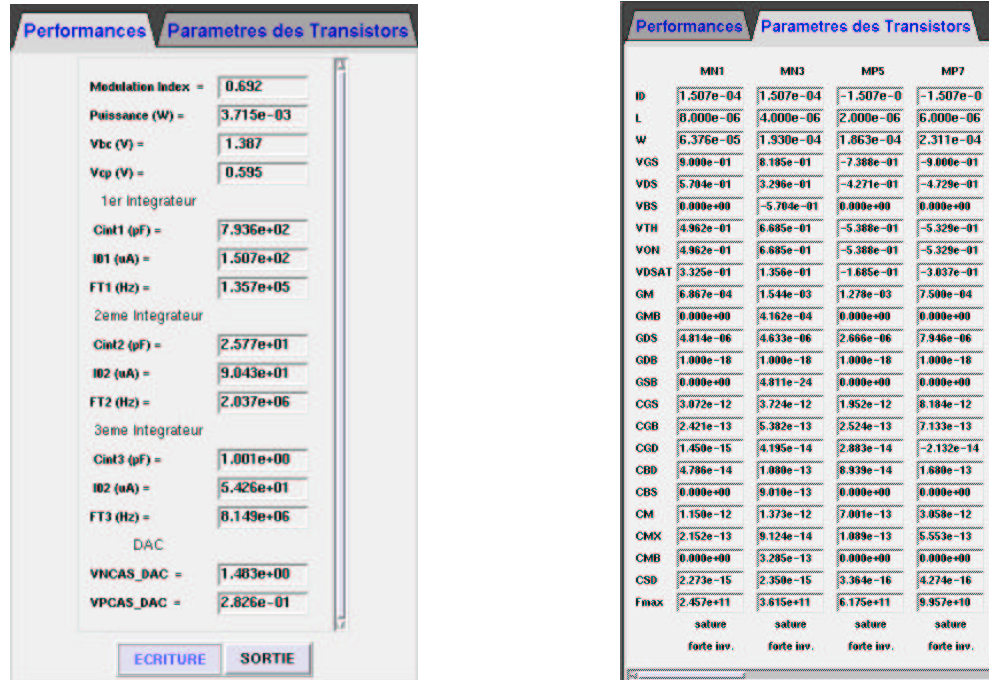 Performances Parametres des Transistors
Modulation Index = 0.692
Puissance (W) = 3.715e-03
Vbc (V) = 1.387
Vcp (V) = 0.595
1er Integrateur
Cint1 (pF) = 7.936e+02
I01 (uA) = 1.507e+02
FT1 (Hz) = 1.357e+05
2eme Integrateur
Cint2 (pF) = 2.577e+01
I02 (uA) = 9.043e+01
FT2 (Hz) = 2.037e+06
3eme Integrateur
Cint3 (pF) = 1.001e+00
I02 (uA) = 5.426e+01
FT3 (Hz) = 8.149e+06
DAC
VNCAS_DAC = 1.483e+00
VPCAS_DAC = 2.826e-01
ECRITURE SORTIE
Performances Parametres des Transistors
MN1 MN3 MP5 MP7
ID 1.507e-04 1.507e-04 -1.507e-0 -1.507e-0
L 8.000e-06 4.000e-06 2.000e-06 6.000e-06
W 6.376e-05 1.930e-04 1.863e-04 2.311e-04
VGS 9.000e-01 8.185e-01 -7.388e-01 -9.000e-01
VDS 5.704e-01 3.296e-01 -4.271e-01 -4.729e-01
VBS 0.000e+00 -5.704e-01 0.000e+00 0.000e+00
VTH 4.962e-01 6.685e-01 -5.388e-01 -5.329e-01
VON 4.962e-01 6.685e-01 -5.388e-01 -5.329e-01
VDSAT 3.325e-01 1.356e-01 -1.685e-01 -3.037e-01
GM 6.867e-04 1.544e-03 1.278e-03 7.500e-04
GMB 0.000e+00 4.162e-04 0.000e+00 0.000e+00
GDS 4.814e-06 4.633e-06 2.666e-06 7.946e-06
GDB 1.000e-18 1.000e-18 1.000e-18 1.000e-18
GSB 0.000e+00 4.811e-24 0.000e+00 0.000e+00
CGS 3.072e-12 3.724e-12 1.952e-12 8.184e-12
CGB 2.421e-13 5.382e-13 2.524e-13 7.133e-13
CGD 1.450e-15 4.195e-14 2.883e-14 -2.132e-14
CBD 4.786e-14 1.080e-13 8.939e-14 1.680e-13
CBS 0.000e+00 9.010e-13 0.000e+00 0.000e+00
CM 1.150e-12 1.373e-12 7.001e-13 3.058e-12
CMX 2.152e-13 9.124e-14 1.089e-13 5.553e-13
CMB 0.000e+00 3.285e-13 0.000e+00 0.000e+00
CSD 2.273e-15 2.350e-15 3.364e-16 4.274e-16
Fmax 2.457e+11 3.615e+11 6.175e+11 9.957e+10
sature sature sature sature
forte inv. forte inv. forte inv. forte inv.